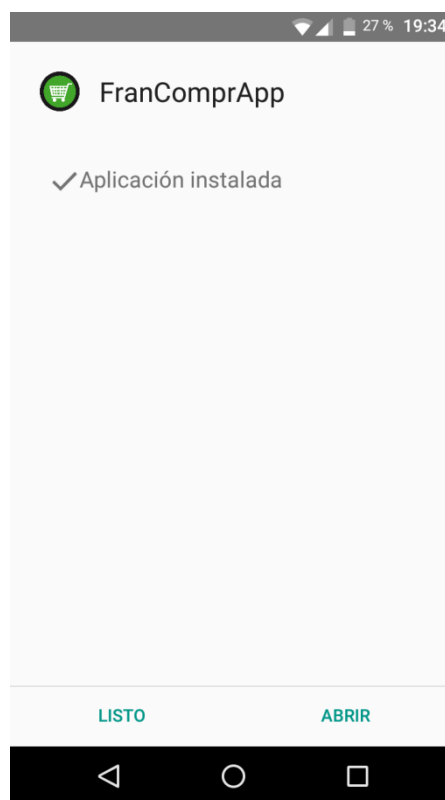 27 % 19:34
FranComprApp
Aplicación instalada
LISTO ABRIR